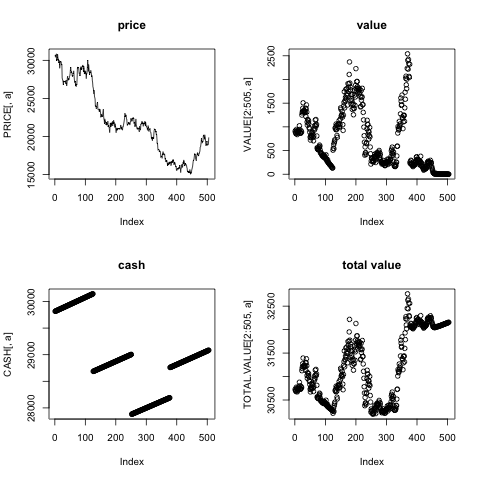 price
PRICE[, a]
30000
25000
20000
15000
0 100 200 300 400 500
Index
value
VALUE[2:505, a]
2500
1500
500
0
0 100 200 300 400 500
Index
cash
CASH[, a]
30000
29000
28000
0 100 200 300 400 500
Index
total value
TOTAL.VALUE[2:505, a]
32500
31500
30500
0 100 200 300 400 500
Index